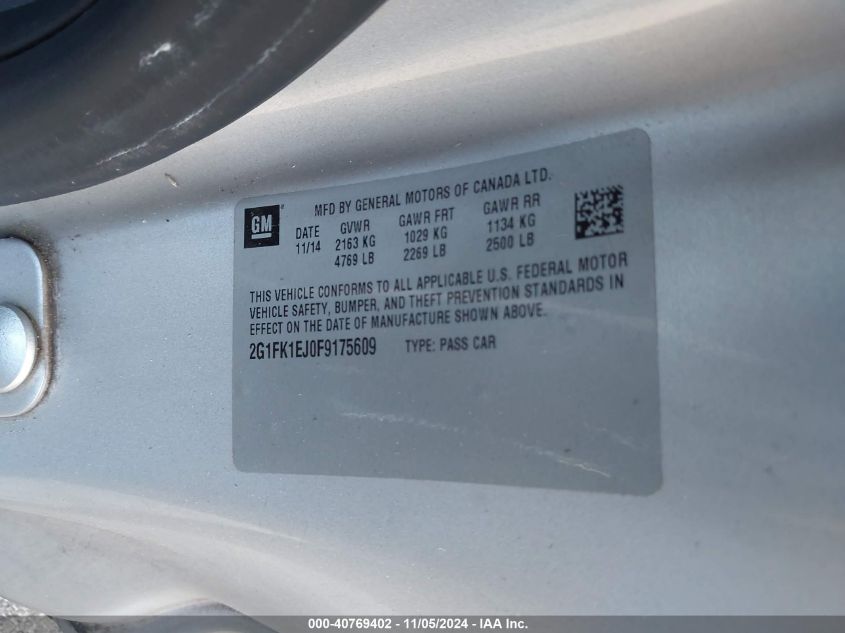 MFD BY GENERAL MOTORS OF CANADA LTD.
GM ®
DATE GVWR GAWR FRT GAWR RR
11/14 2163 KG 1029 KG 1134 KG
4769 LB 2269 LB 2500 LB
THIS VEHICLE CONFORMS TO ALL APPLICABLE U.S. FEDERAL MOTOR
VEHICLE SAFETY, BUMPER, AND THEFT PREVENTION STANDARDS IN
EFFECT ON THE DATE OF MANUFACTURE SHOWN ABOVE.
2G1FK1EJ0F9175609 TYPE: PASS CAR
000-40769402 - 11/05/2024 - IAA Inc.